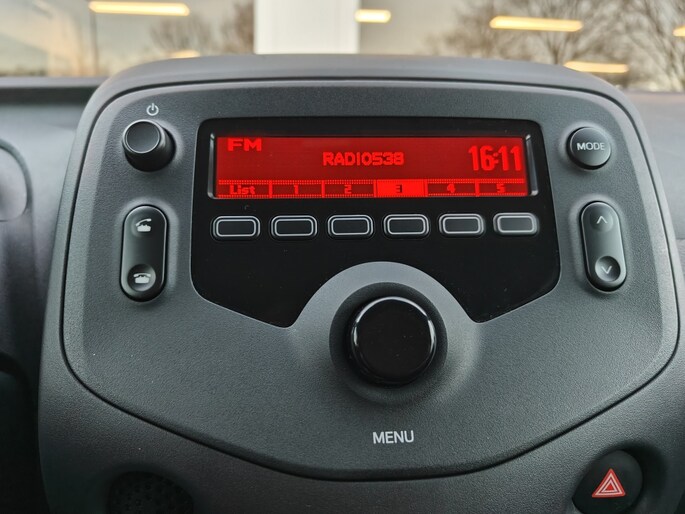 FM
RADIO538
16:11
List 1 2 3 4 5
MODE
MENU